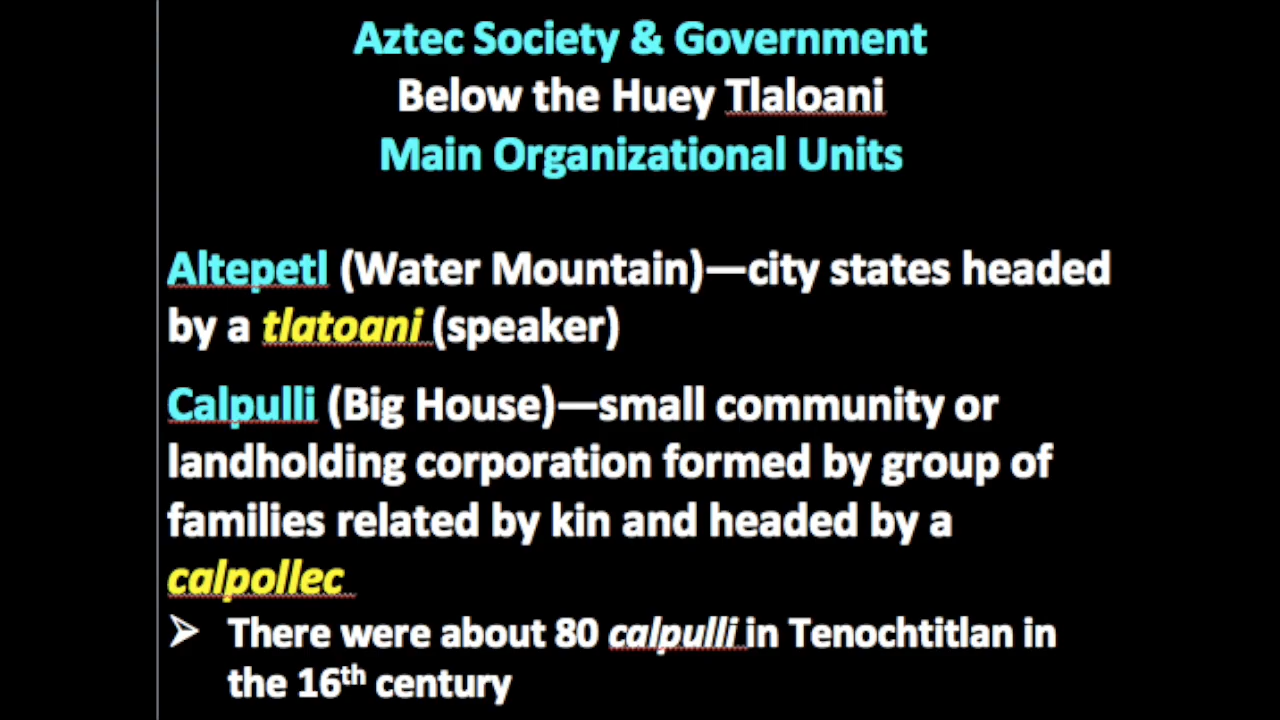 Aztec Society & Government
Below the Huey Tlaloani
Main Organizational Units
Altepetl (Water Mountain)—city states headed
by a tlatoani (speaker)
Calpulli (Big House)—small community or
landholding corporation formed by group of
families related by kin and headed by a
calpollec
➢ There were about 80 calpulli in Tenochtitlan in
the 16th century